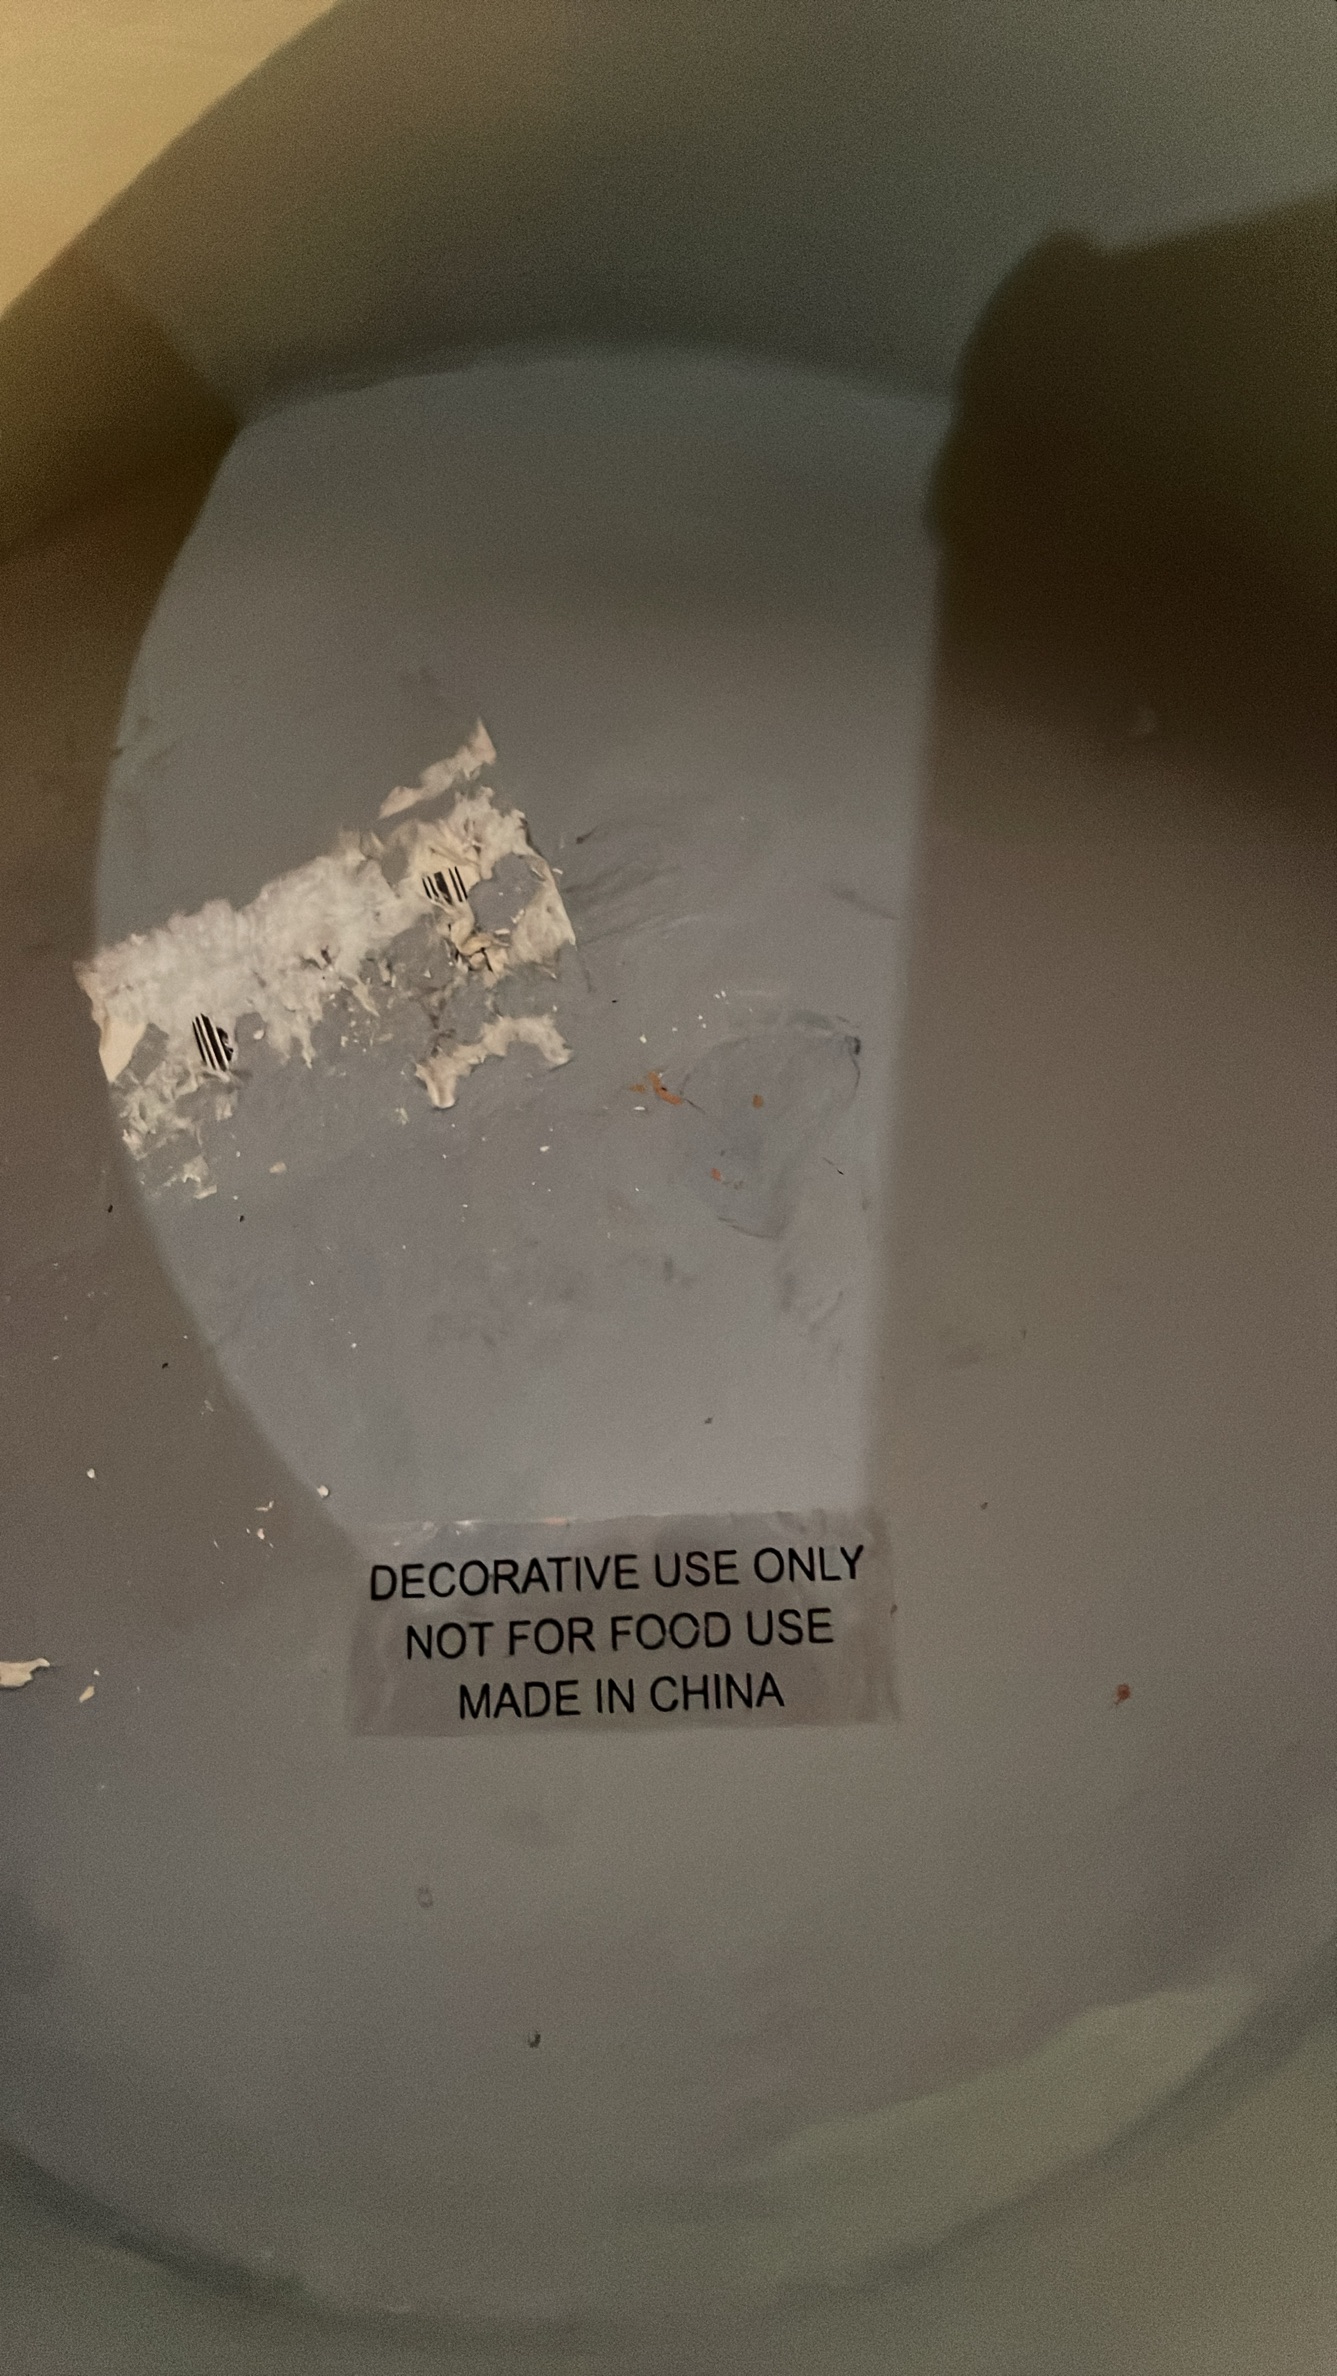 DECORATIVE USE ONLY
NOT FOR FOOD USE
MADE IN CHINA